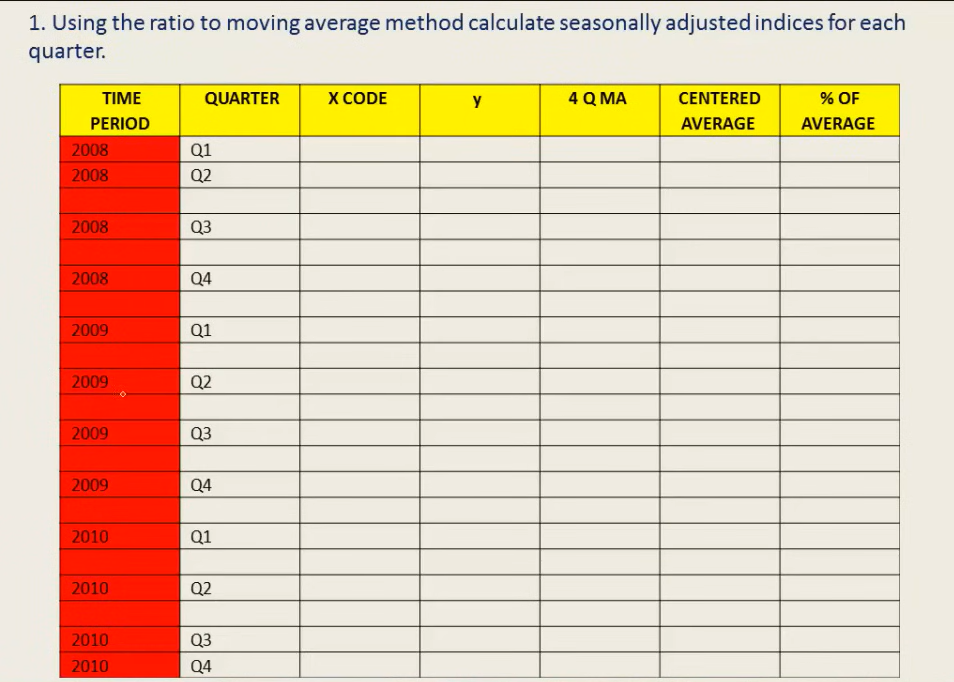 1. Using the ratio to moving average method calculate seasonally adjusted indices for each
quarter.
TIME PERIOD QUARTER X CODE y 4 Q MA CENTERED AVERAGE % OF AVERAGE
2008 Q1
2008 Q2
2008 Q3
2008 Q4
2009 Q1
2009 Q2
2009 Q3
2009 Q4
2010 Q1
2010 Q2
2010 Q3
2010 Q4